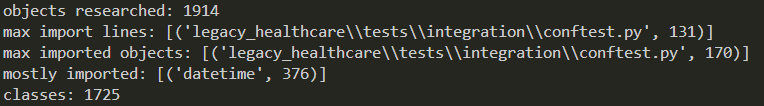 objects researched: 1914
max import lines: [('legacy_healthcare\\tests\\integration\\conftest.py', 131)]
max imported objects: [('legacy_healthcare\\tests\\integration\\conftest.py', 170)]
mostly imported: [('datetime', 376)]
classes: 1725